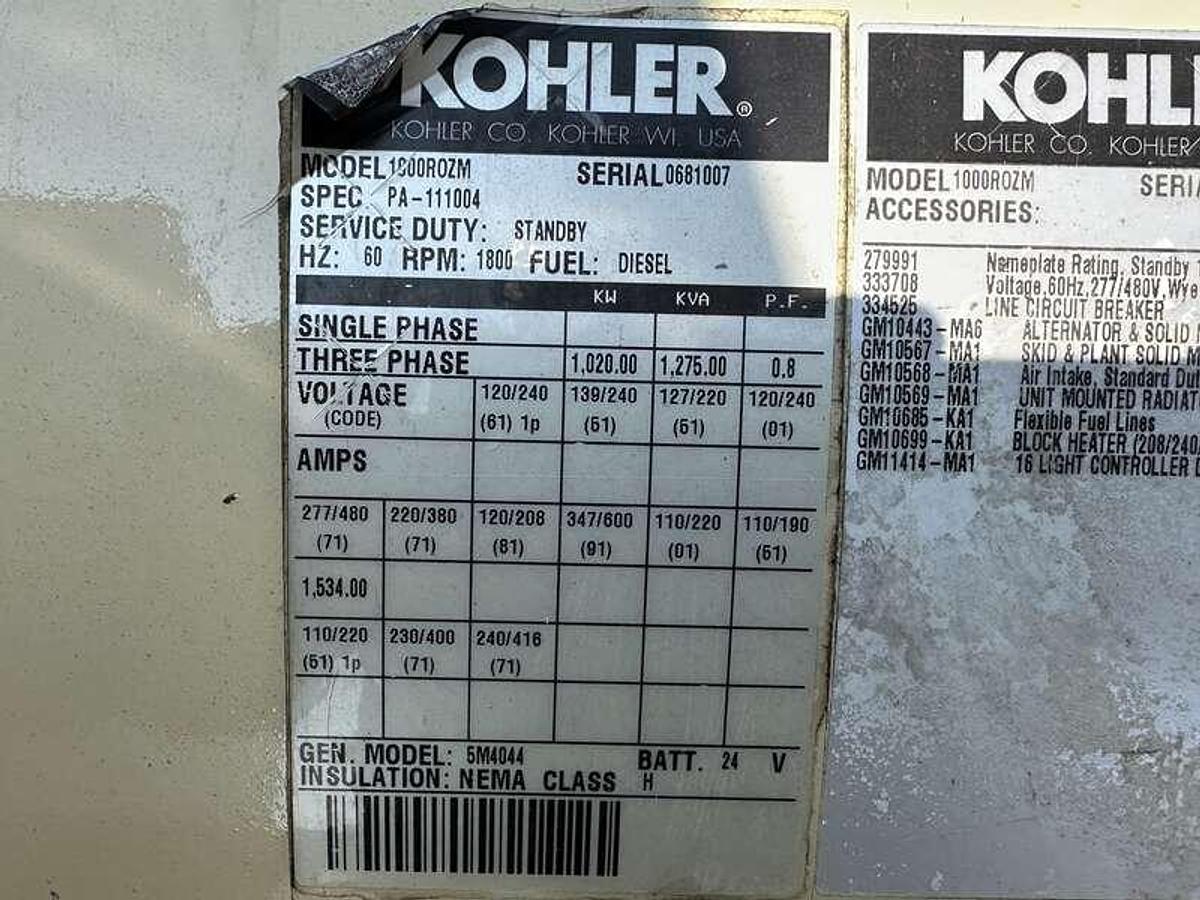 KOHLER®
KOHLER CO. KOHLER WI. USA
MODEL 1000ROZM SERIAL 0681007
SPEC PA-111004
SERVICE DUTY: STANDBY
HZ: 60 RPM: 1800 FUEL: DIESEL
KW KVA P.F.
SINGLE PHASE
THREE PHASE 1,020.00 1,275.00 0.8
VOLTAGE 120/240 139/240 127/220 120/240
(CODE) (61) 1p (51) (51) (01)
AMPS
277/480 220/380 120/208 347/600 110/220 110/190
(71) (71) (81) (91) (01) (51)
1,534.00
110/220 230/400 240/416
(51) 1p (71) (71)
GEN. MODEL: 5M4044 BATT. 24 V
INSULATION: NEMA CLASS H
KOHL
KOHLER CO. KOHLER
MODEL 1000ROZM SERI
ACCESSORIES:
279991 Nameplate Rating, Standby
333708 Voltage,60Hz, 277/480V, Wye
334525 LINE CIRCUIT BREAKER
GM10443-MA6 ALTERNATOR & SOLID
GM10567-MA1 SKID & PLANT SOLID M
GM10568-MA1 Air Intake, Standard Dut
GM10569-MA1 UNIT MOUNTED RADIAT
GM10685-KA1 Flexible Fuel Lines
GM10699-KA1 BLOCK HEATER (208/240
GM11414-MA1 16 LIGHT CONTROLLER